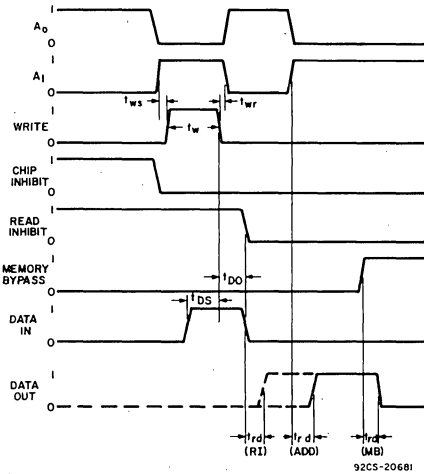 1
A₀
0
1
A₁
0
tws
twr
1
WRITE
tw
0
1
CHIP
INHIBIT
0
1
READ
INHIBIT
0
1
MEMORY
BYPASS
0
tDO
tDS
1
DATA
IN
0
1
DATA
OUT
0
trd
(RI)
trd
(ADD)
trd
(MB)
92CS-20681